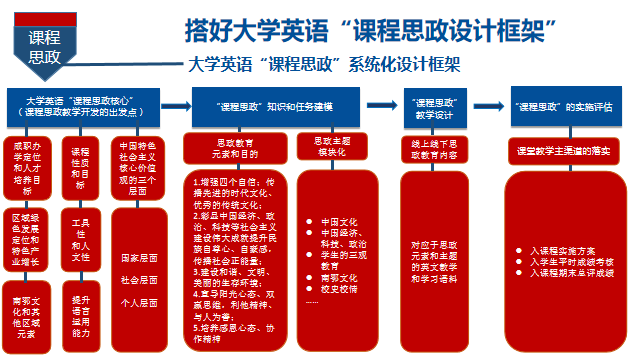 课程
思政
搭好大学英语“课程思政设计框架”
大学英语“课程思政”系统化设计框架
大学英语“课程思政核心”
（课程思政教学开发的出发点）
“课程思政”知识和任务建模
“课程思政”
教学设计
“课程思政”的实施评估
咸职办
学定位
和人才
培养目
标
课程
性质
和目
标
中国特色
社会主义
核心价值
观的三个
层面
思政教育
元素和目的
思政主题
模块化
线上线下思
政教育内容
课堂教学主渠道的落实
区域绿
色发展
定位和
特色产
业增长
工具
性
和人
文性
国家层面
社会层面
个人层面
南鄂文
化和其
他区域
元素
提升
语言
运用
能力
1.增强四个自信；传
播先进的时代文化、
优秀的传统文化；
2.彰显中国经济、政
治、科技等社会主义
建设伟大成就提升民
族自尊心、自豪感，
传播社会正能量；
3.建设和谐、文明、
美丽的生存环境；
4.宣导阳光心态、双
赢思维，利他精神、
与人为善；
5.培养感恩心态、协
作精神
● 中国文化
● 中国经济、
科技、政治
● 学生的三观
教育
● 南鄂文化
● 校史校情
……
对应于思政
元素和主题
的英文教学
和学习语料
● 入课程实施方案
● 入学生平时成绩考核
● 入课程期末总评成绩